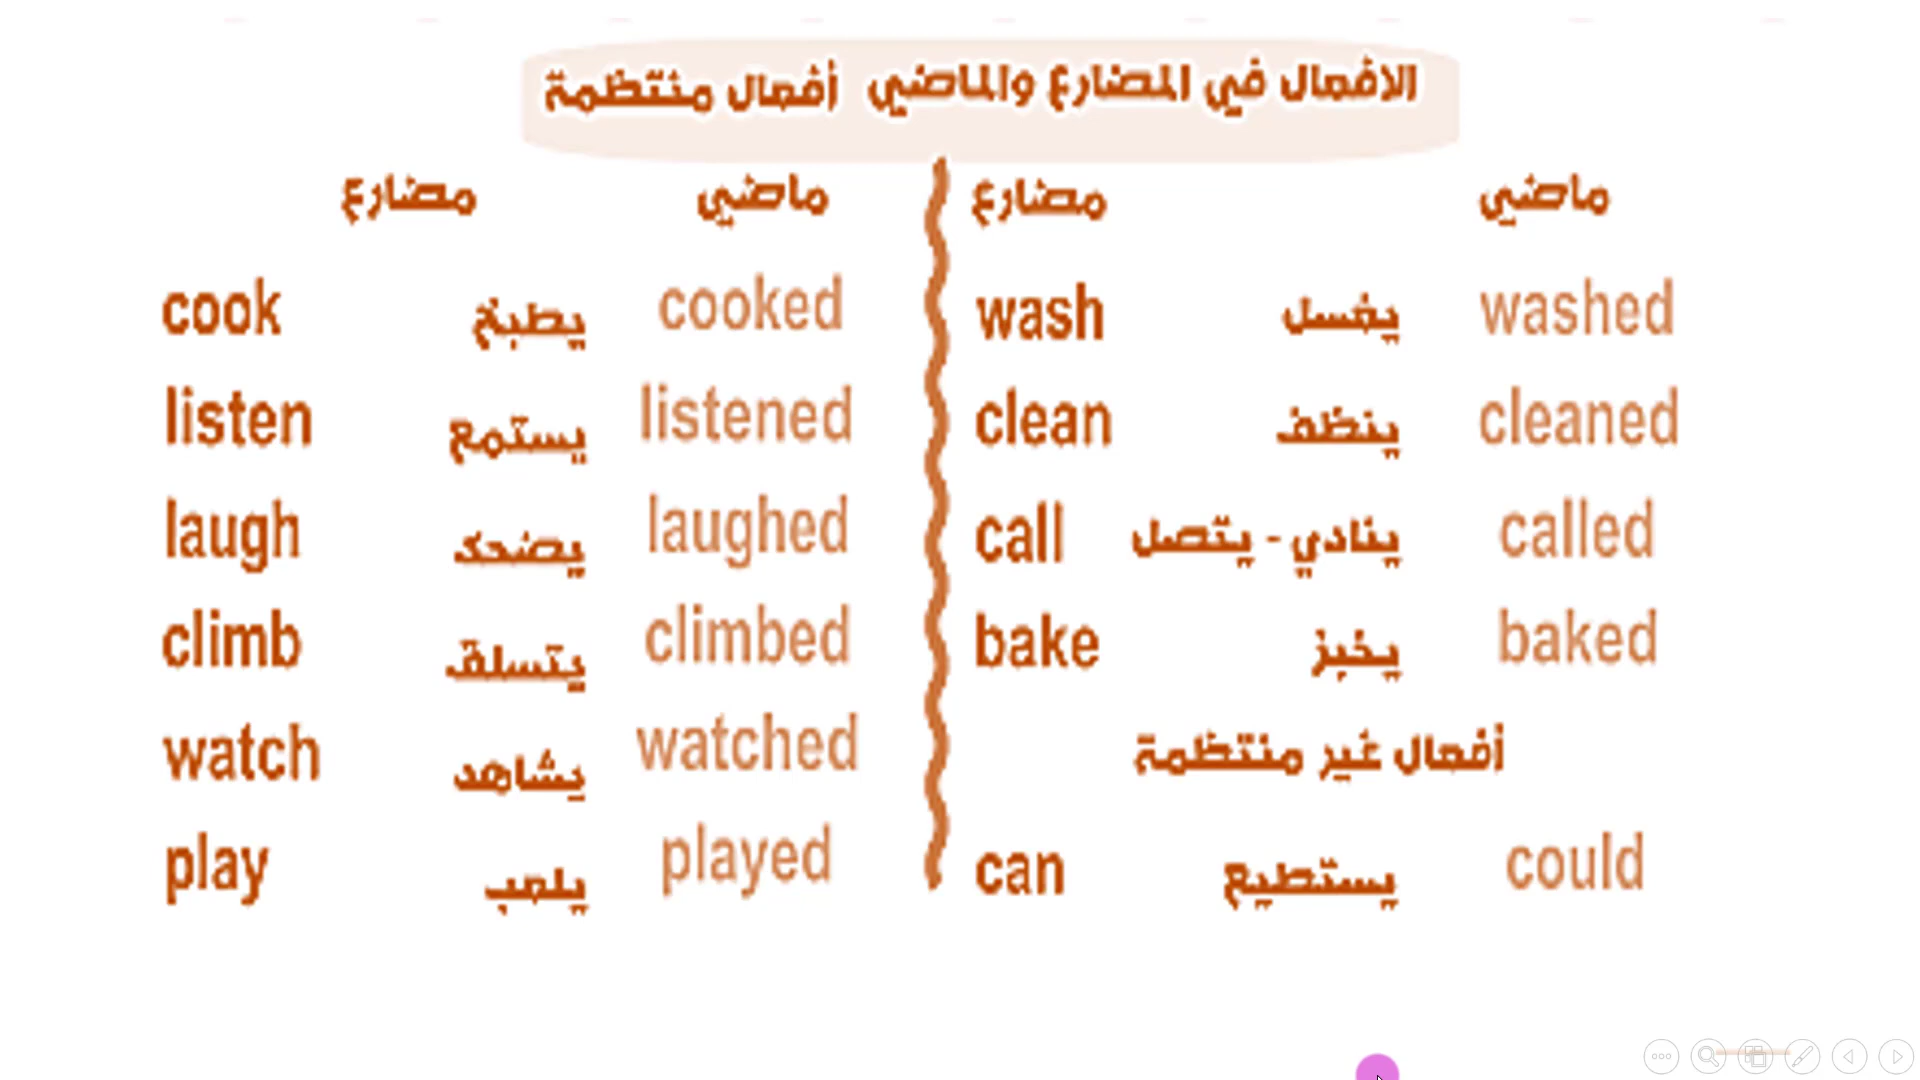 الافعال في المضارع والماضي أفعال منتظمة
مضارع ماضي
cook يطبخ cooked
listen يستمع listened
laugh يضحك laughed
climb يتسلق climbed
watch يشاهد watched
play يلعب played
مضارع ماضي
wash يغسل washed
clean ينظف cleaned
call ينادي - يتصل called
bake يخبز baked
أفعال غير منتظمة
can يستطيع could